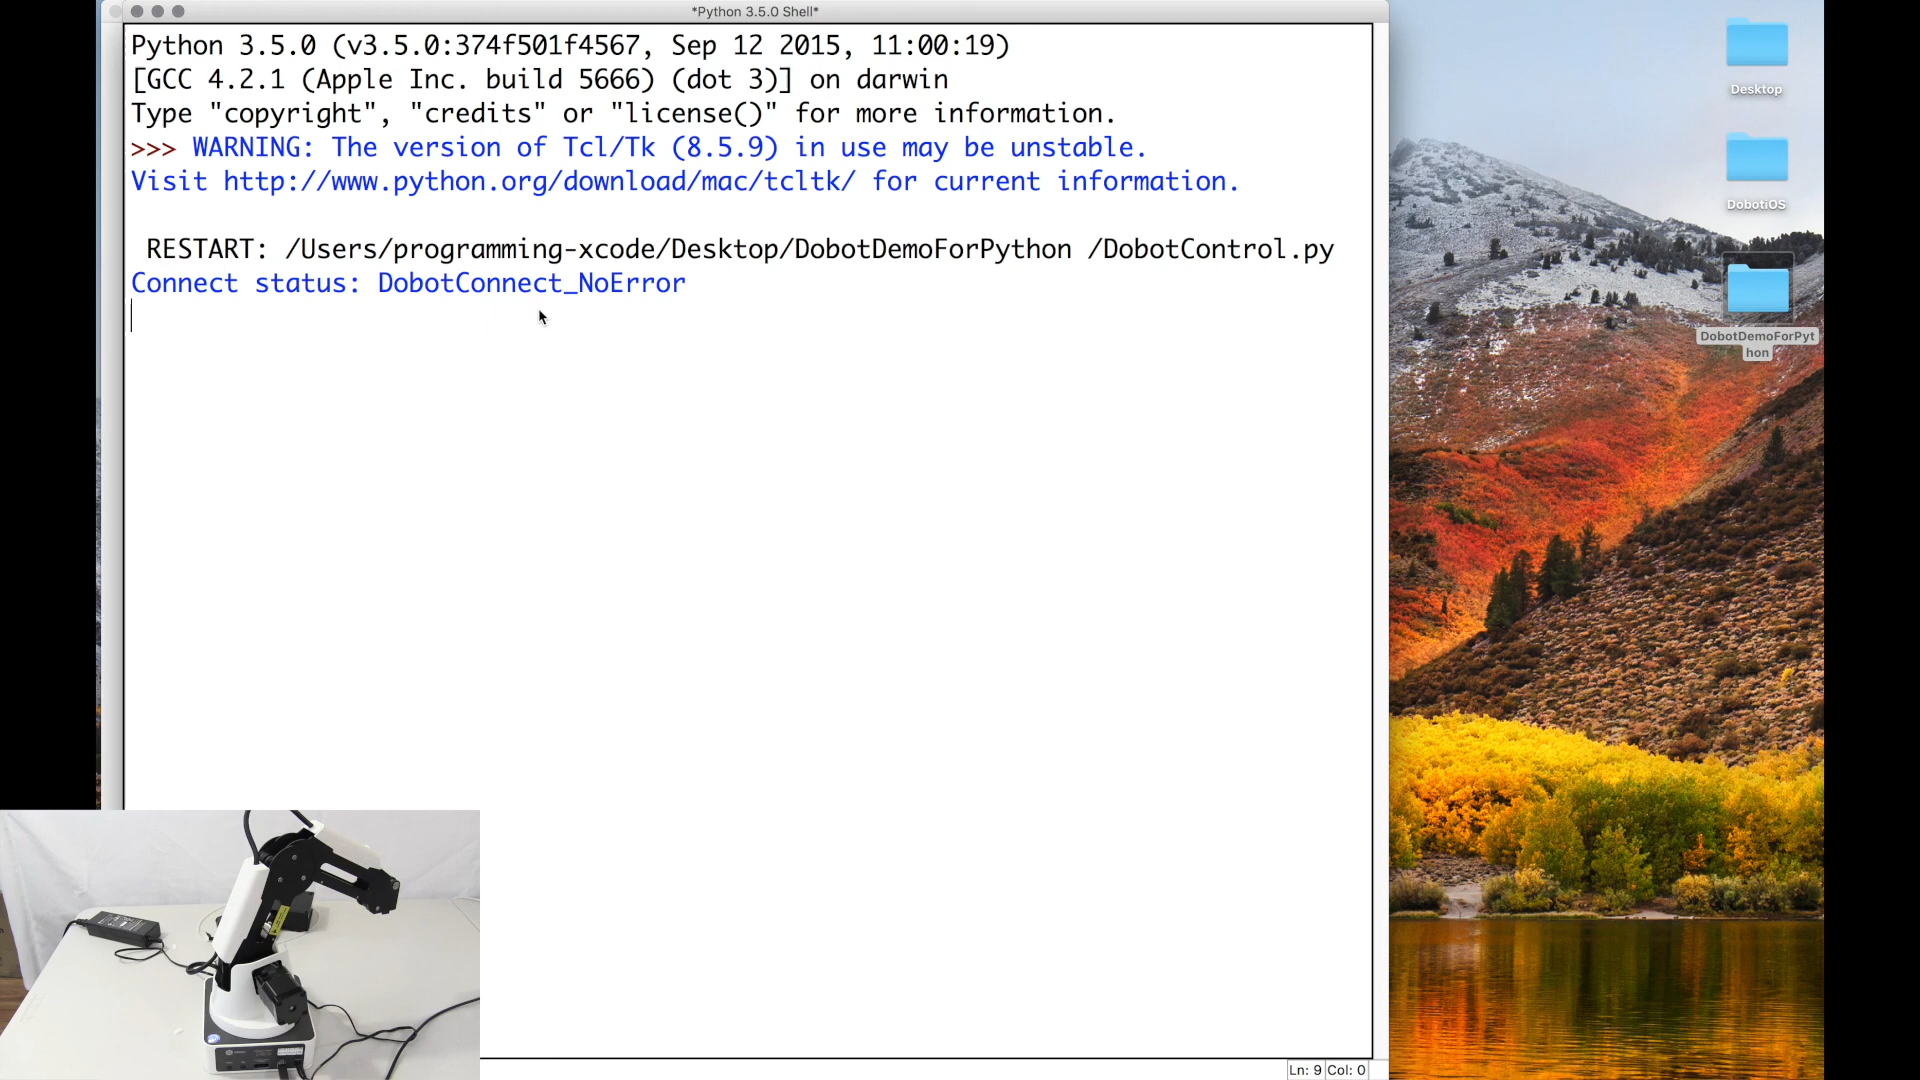 *Python 3.5.0 Shell*
Python 3.5.0 (v3.5.0:374f501f4567, Sep 12 2015, 11:00:19)
[GCC 4.2.1 (Apple Inc. build 5666) (dot 3)] on darwin
Type "copyright", "credits" or "license()" for more information.
>>> WARNING: The version of Tcl/Tk (8.5.9) in use may be unstable.
Visit http://www.python.org/download/mac/tcltk/ for current information.
RESTART: /Users/programming-xcode/Desktop/DobotDemoForPython /DobotControl.py
Connect status: DobotConnect_NoError
Ln: 9 Col: 0
Desktop
DobotiOS
DobotDemoForPyt
hon